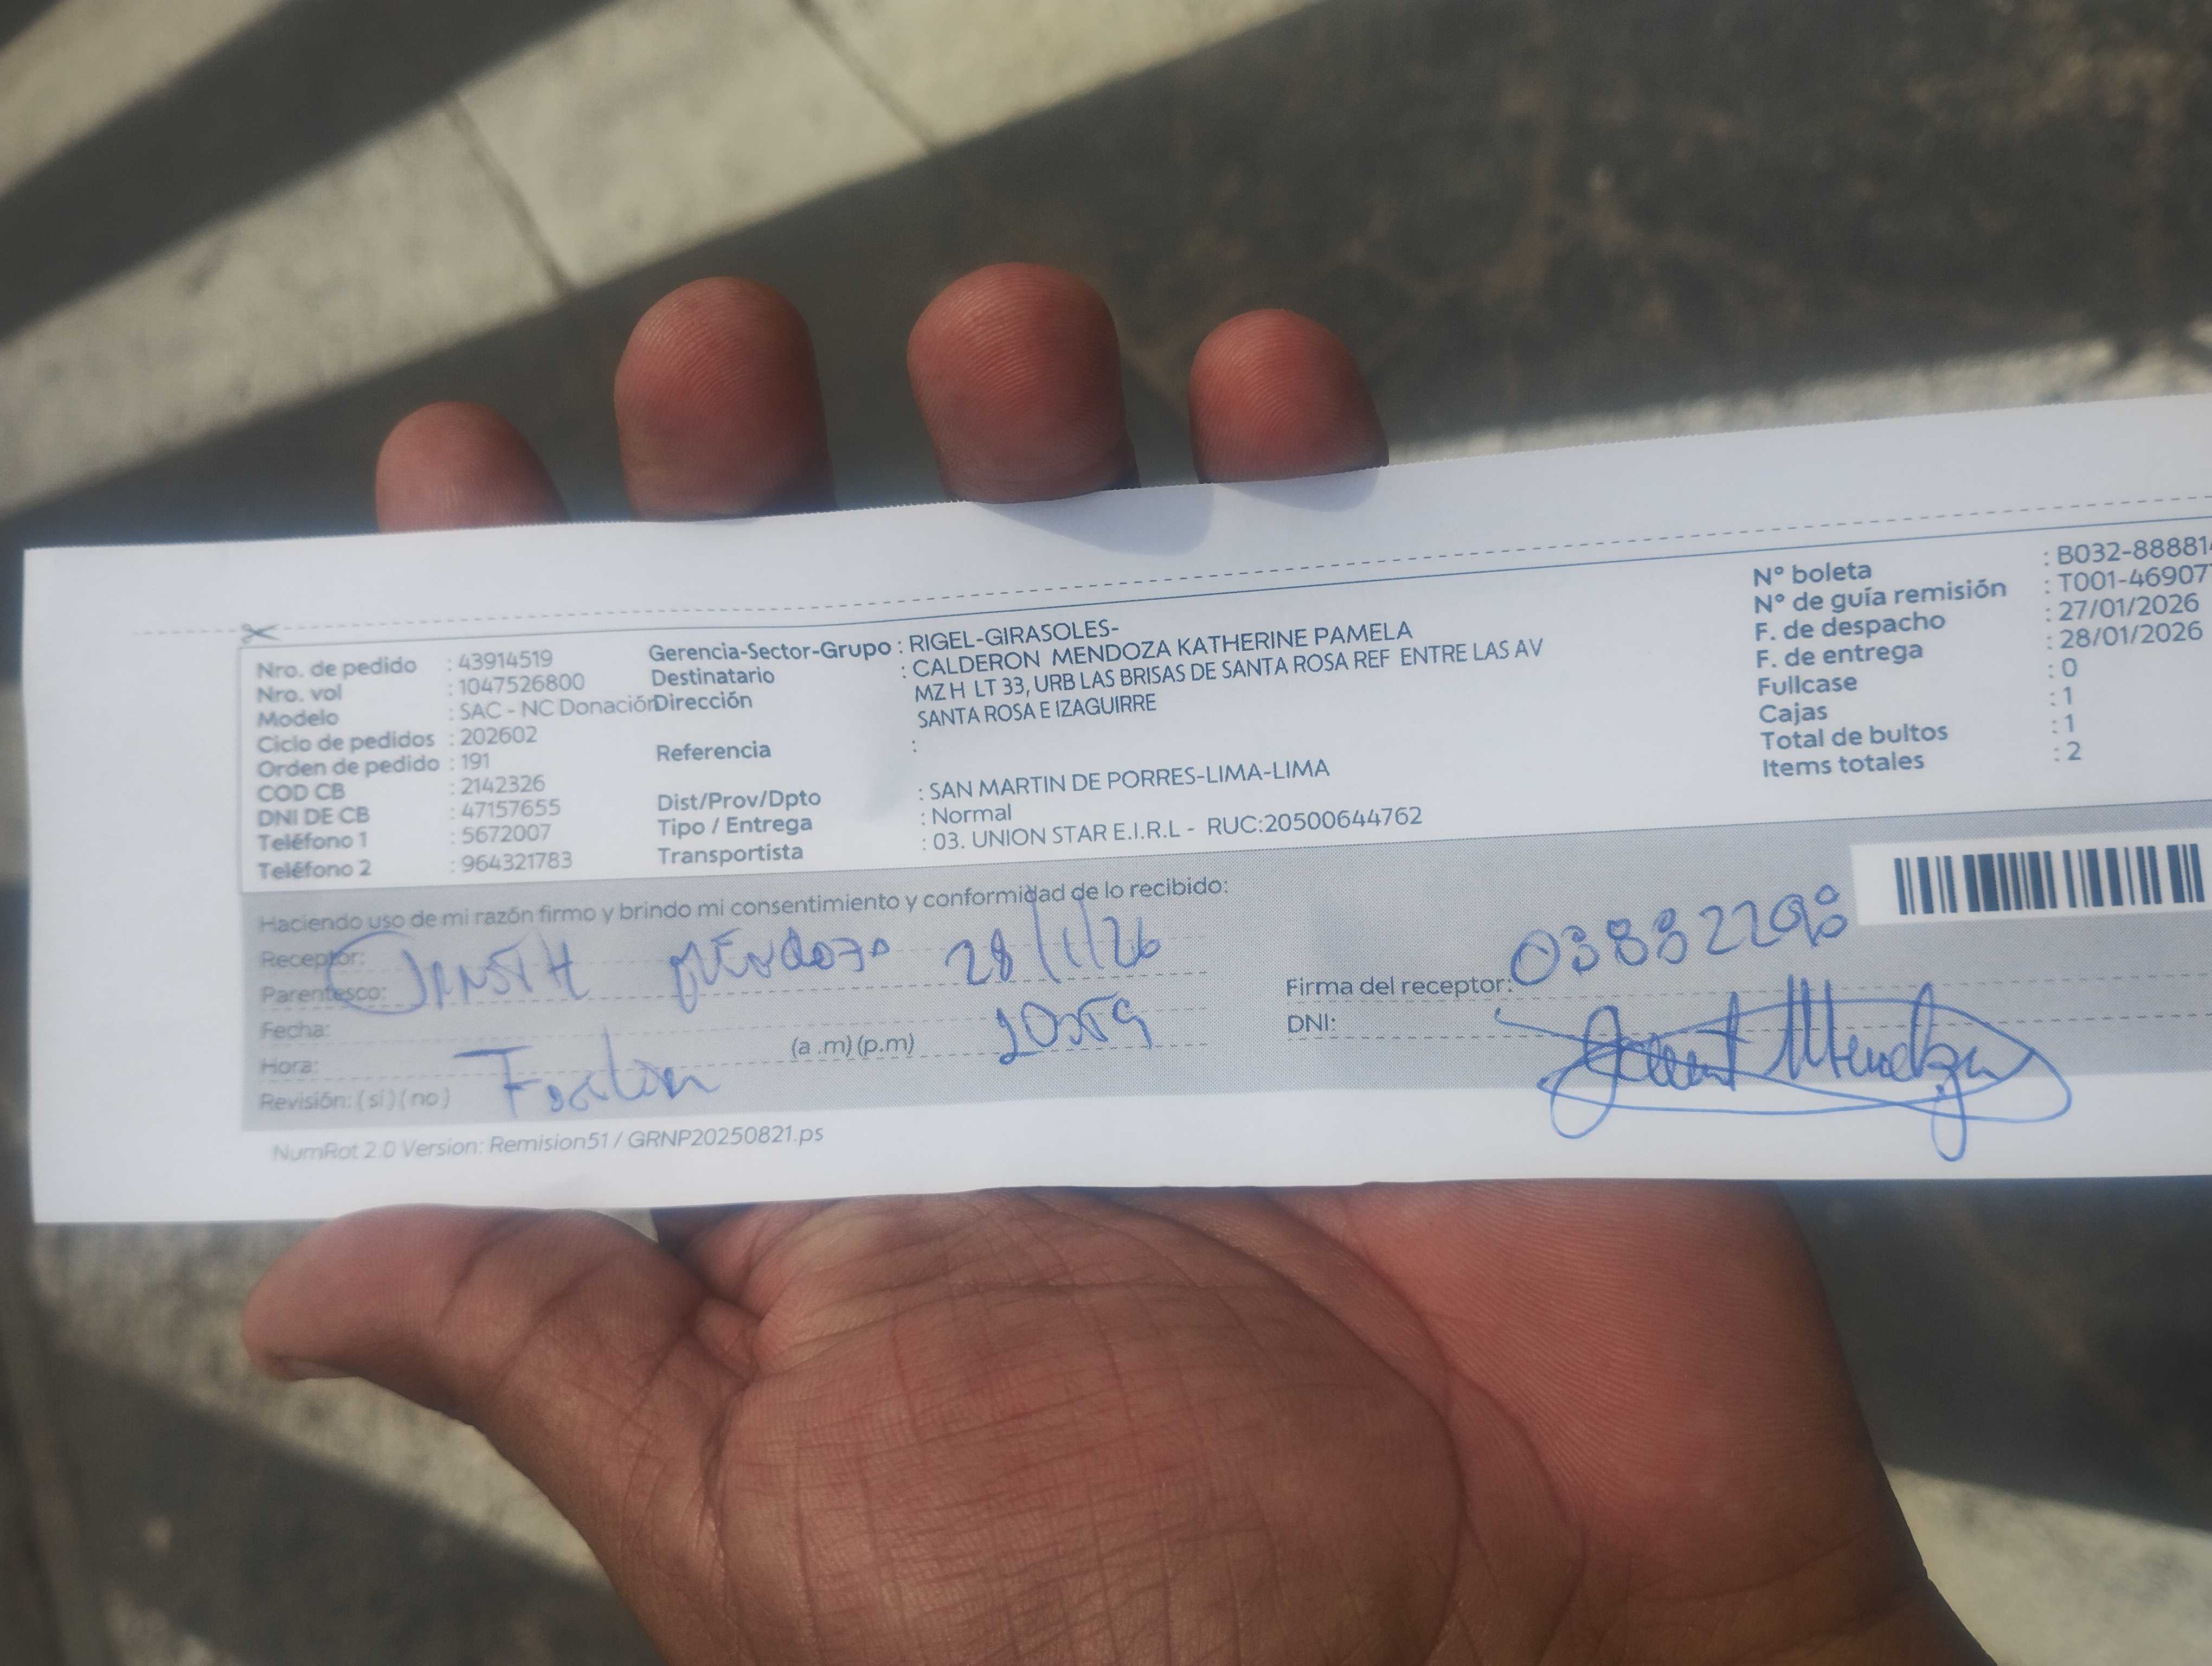 Nro. de pedido : 43914519
Nro. vol : 1047526800
Modelo : SAC - NC Donación
Ciclo de pedidos : 202602
Orden de pedido : 191
COD CB : 2142326
DNI DE CB : 47157655
Teléfono 1 : 5672007
Teléfono 2 : 964321783
Gerencia-Sector-Grupo : RIGEL-GIRASOLES-
Destinatario : CALDERON MENDOZA KATHERINE PAMELA
Dirección : MZ H LT 33, URB LAS BRISAS DE SANTA ROSA REF ENTRE LAS AV
SANTA ROSA E IZAGUIRRE
Referencia :
Dist/Prov/Dpto : SAN MARTIN DE PORRES-LIMA-LIMA
Tipo / Entrega : Normal
Transportista : 03. UNION STAR E.I.R.L - RUC:20500644762
N° boleta : B032-88881
N° de guía remisión : T001-46907
F. de despacho : 27/01/2026
F. de entrega : 28/01/2026
Fullcase : 0
Cajas : 1
Total de bultos : 1
Items totales : 2
Haciendo uso de mi razón firmo y brindo mi consentimiento y conformidad de lo recibido:
Receptor: Mendoza 28/1/26
Parentesco:
Fecha:
Hora: (a.m)(p.m)
Revisión: (si)(no)
Firma del receptor:
DNI: Mendoza
NumRot 2.0 Version: Remision51 / GRNP20250821.ps